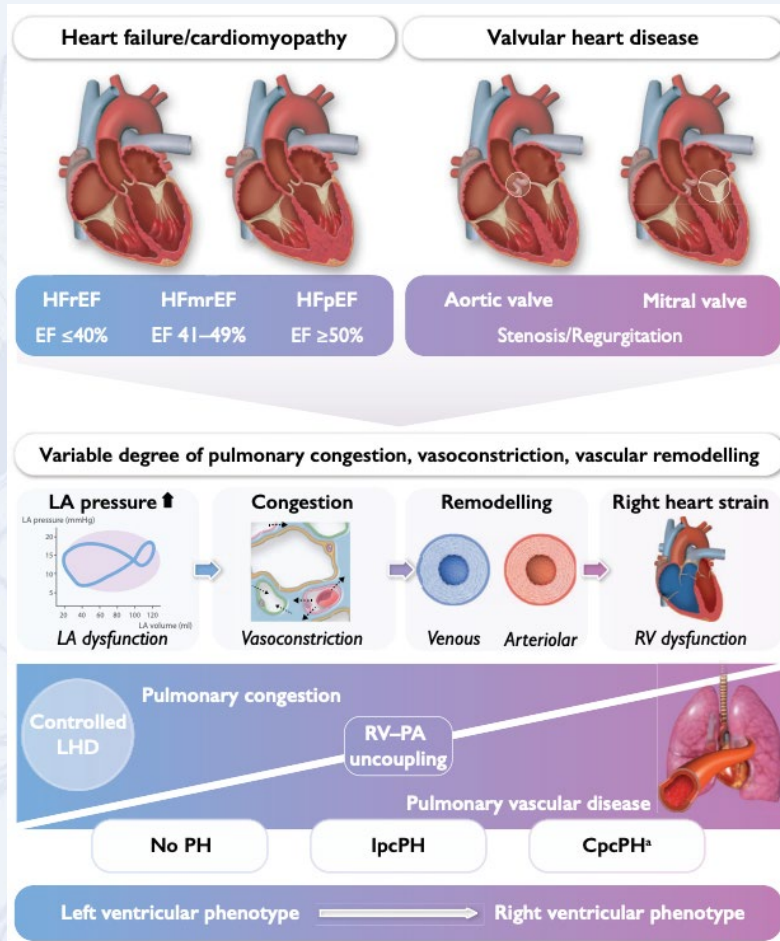 Heart failure/cardiomyopathy
Valvular heart disease
HFrEF
HFmrEF
HFpEF
EF ≤40%
EF 41–49%
EF ≥50%
Aortic valve
Mitral valve
Stenosis/Regurgitation
Variable degree of pulmonary congestion, vasoconstriction, vascular remodelling
LA pressure ⬆
LA pressure (mmHg)
20
15
10
5
20
40
60
80
100
120
LA volume (ml)
LA dysfunction
Congestion
Vasoconstriction
Remodelling
Venous
Arteriolar
Right heart strain
RV dysfunction
Controlled
LHD
Pulmonary congestion
RV–PA
uncoupling
Pulmonary vascular disease
No PH
IpcPH
CpcPHᵃ
Left ventricular phenotype
Right ventricular phenotype